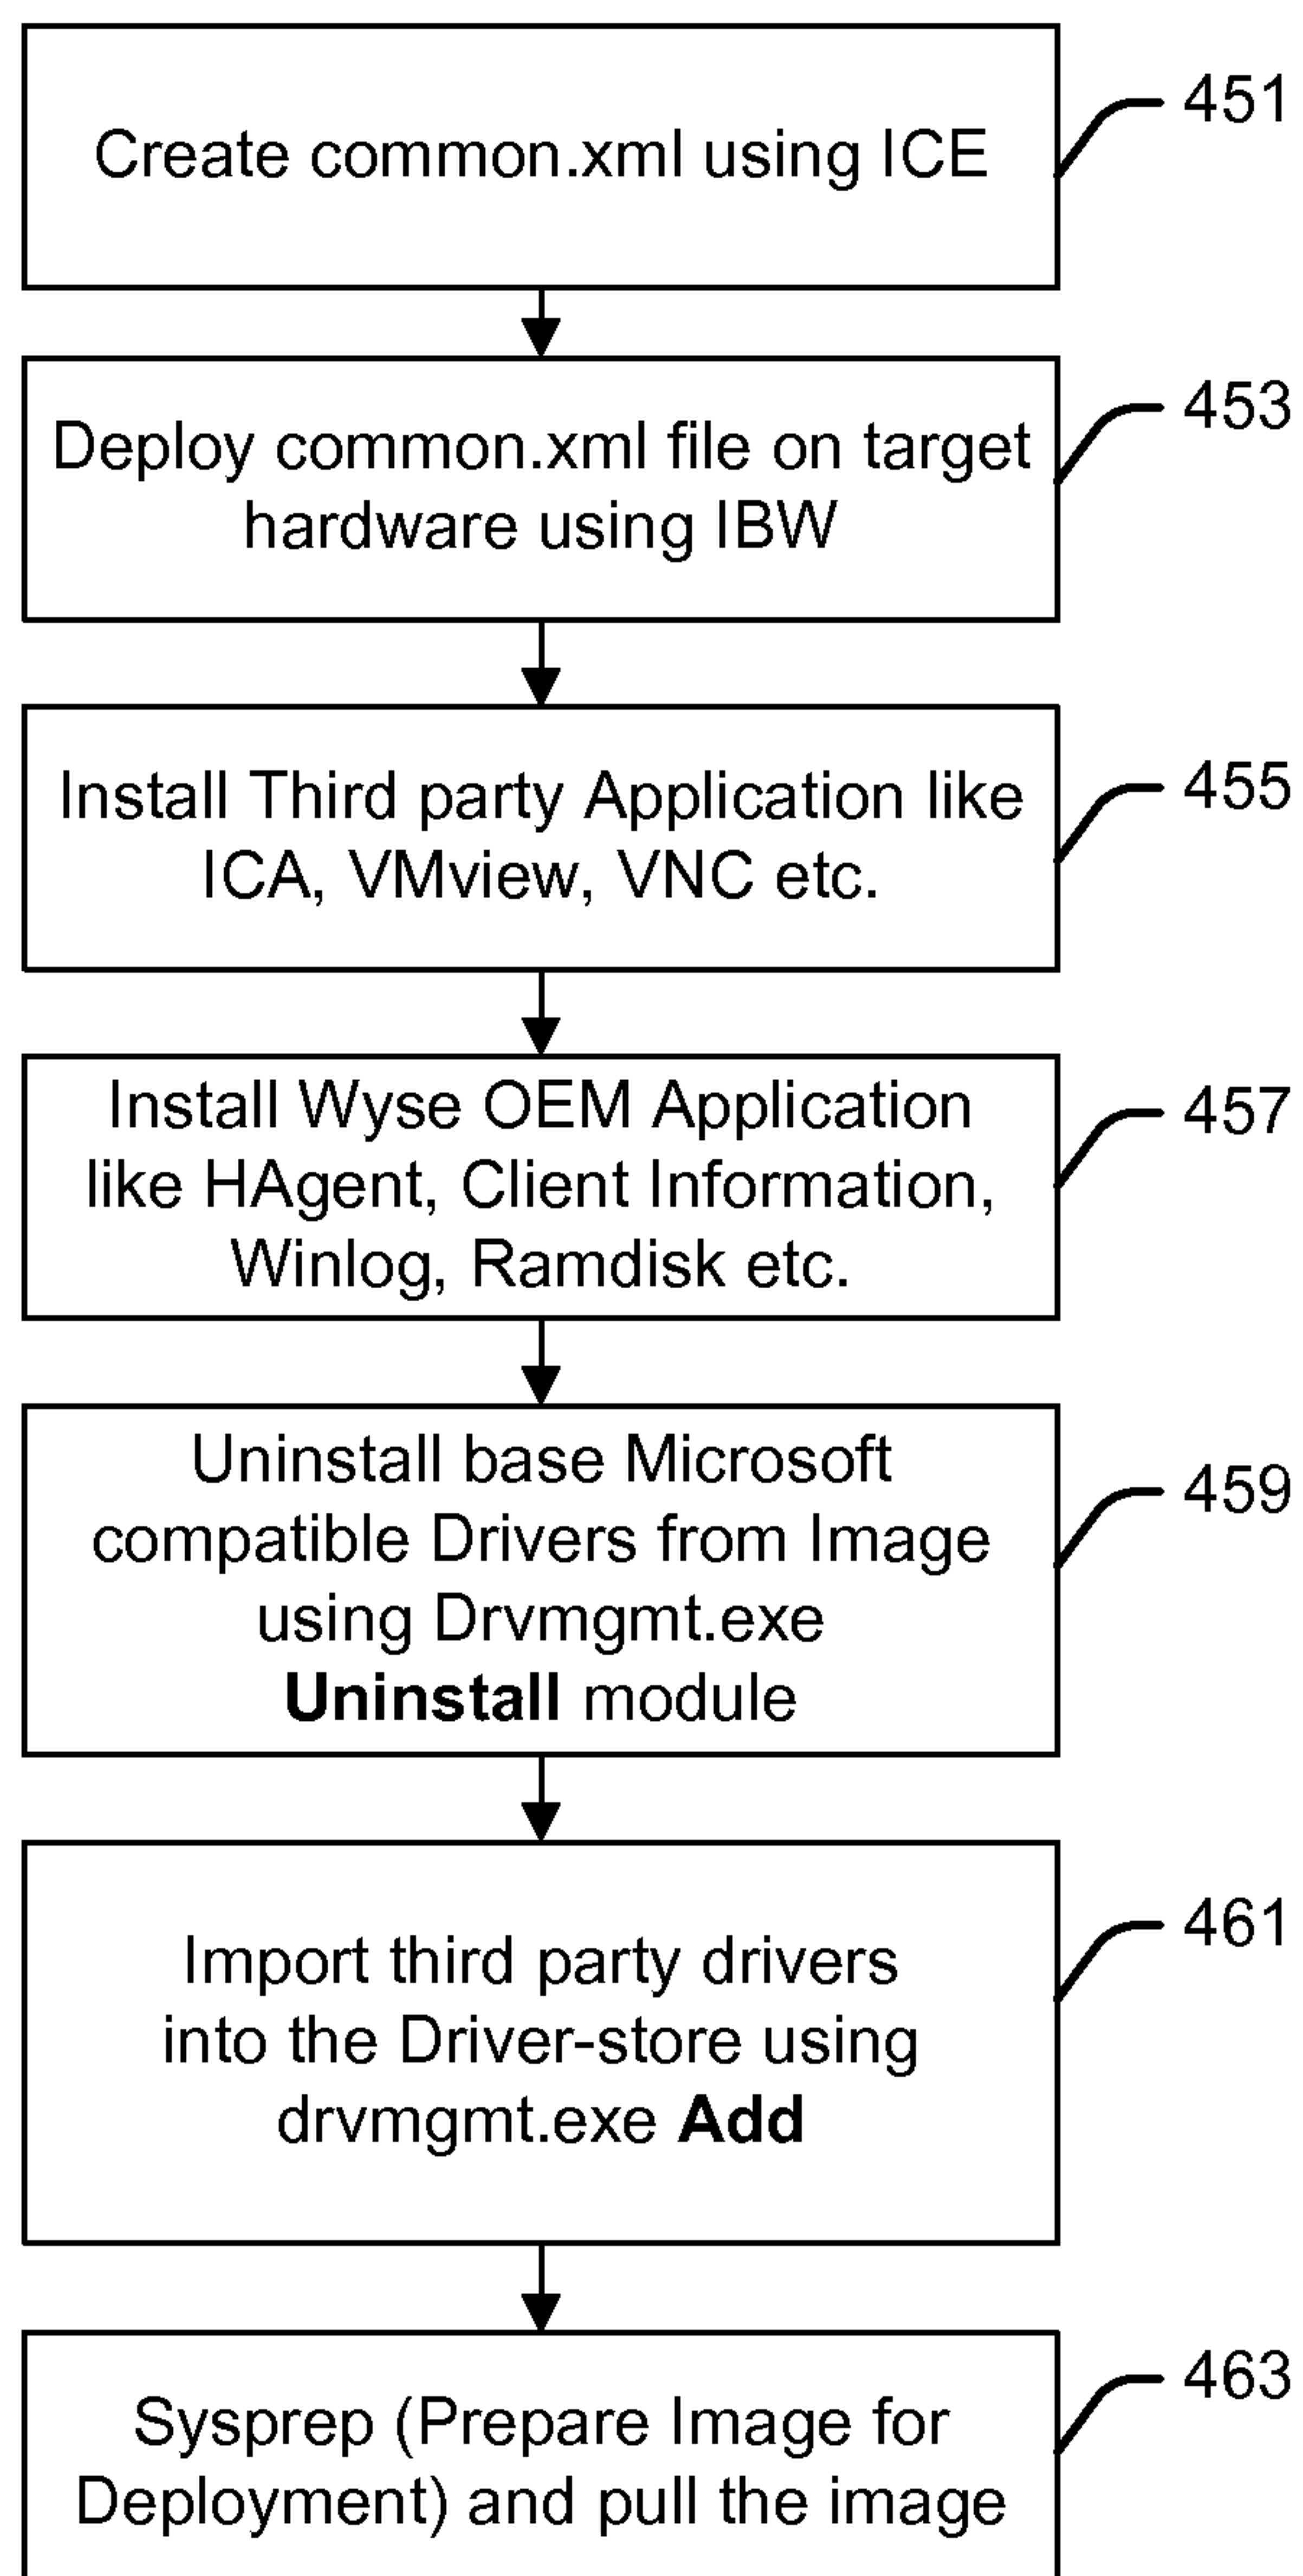 Create common.xml using ICE
451
Deploy common.xml file on target
hardware using IBW
453
Install Third party Application like
ICA, VMview, VNC etc.
455
Install Wyse OEM Application
like HAgent, Client Information,
Winlog, Ramdisk etc.
457
Uninstall base Microsoft
compatible Drivers from Image
using Drvmgmt.exe
Uninstall module
459
Import third party drivers
into the Driver-store using
drvmgmt.exe Add
461
Sysprep (Prepare Image for
Deployment) and pull the image
463